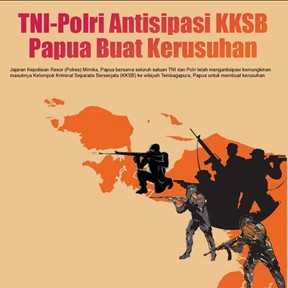 TNI-Polri Antisipasi KKSB
Papua Buat Kerusuhan
Jajaran Kepolisian Resor (Polres) Mimika, Papua bersama seluruh satuan TNI dan Polri telah mengantisipasi kemungkinan
masuknya Kelompok Kriminal Separatis Bersenjata (KKSB) ke wilayah Tembagapura, Papua untuk membuat kerusuhan